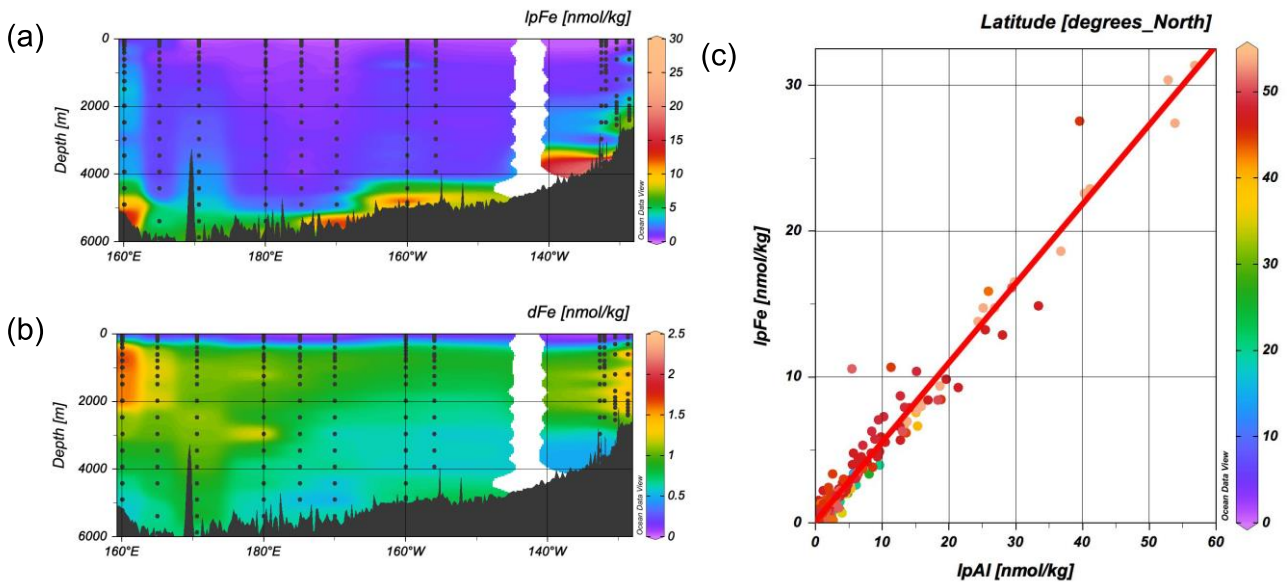 (a)
lpFe [nmol/kg]
Depth [m]
0
2000
4000
6000
160°E
180°E
160°W
140°W
30
25
20
15
10
5
0
Ocean Data View
(b)
dFe [nmol/kg]
Depth [m]
0
2000
4000
6000
160°E
180°E
160°W
140°W
2.5
2
1.5
1
0.5
0
Ocean Data View
(c)
Latitude [degrees_North]
lpFe [nmol/kg]
30
20
10
0
0 10 20 30 40 50 60
lpAl [nmol/kg]
50
40
30
20
10
0
Ocean Data View